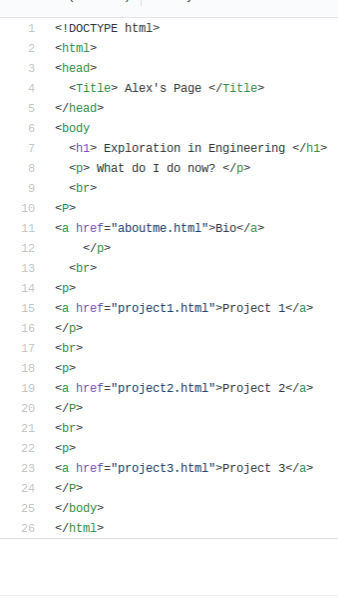 1 <!DOCTYPE html>
2 <html>
3 <head>
4 <Title> Alex's Page </Title>
5 </head>
6 <body
7 <h1> Exploration in Engineering </h1>
8 <p> What do I do now? </p>
9 <br>
10 <P>
11 <a href="aboutme.html">Bio</a>
12 </p>
13 <br>
14 <p>
15 <a href="project1.html">Project 1</a>
16 </p>
17 <br>
18 <p>
19 <a href="project2.html">Project 2</a>
20 </P>
21 <br>
22 <p>
23 <a href="project3.html">Project 3</a>
24 </P>
25 </body>
26 </html>